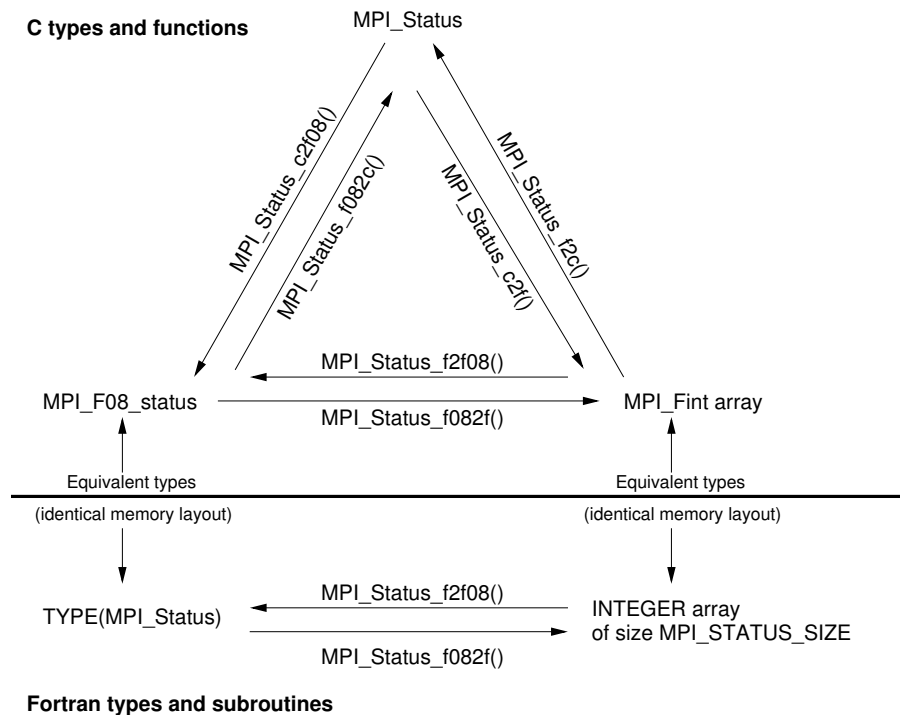 C types and functions
MPI_Status
MPI_Status_c2f08()
MPI_Status_f082c()
MPI_Status_c2f()
MPI_Status_f2c()
MPI_Status_f2f08()
MPI_F08_status
MPI_Fint array
MPI_Status_f082f()
Equivalent types
Equivalent types
(identical memory layout)
(identical memory layout)
MPI_Status_f2f08()
TYPE(MPI_Status)
INTEGER array
of size MPI_STATUS_SIZE
MPI_Status_f082f()
Fortran types and subroutines